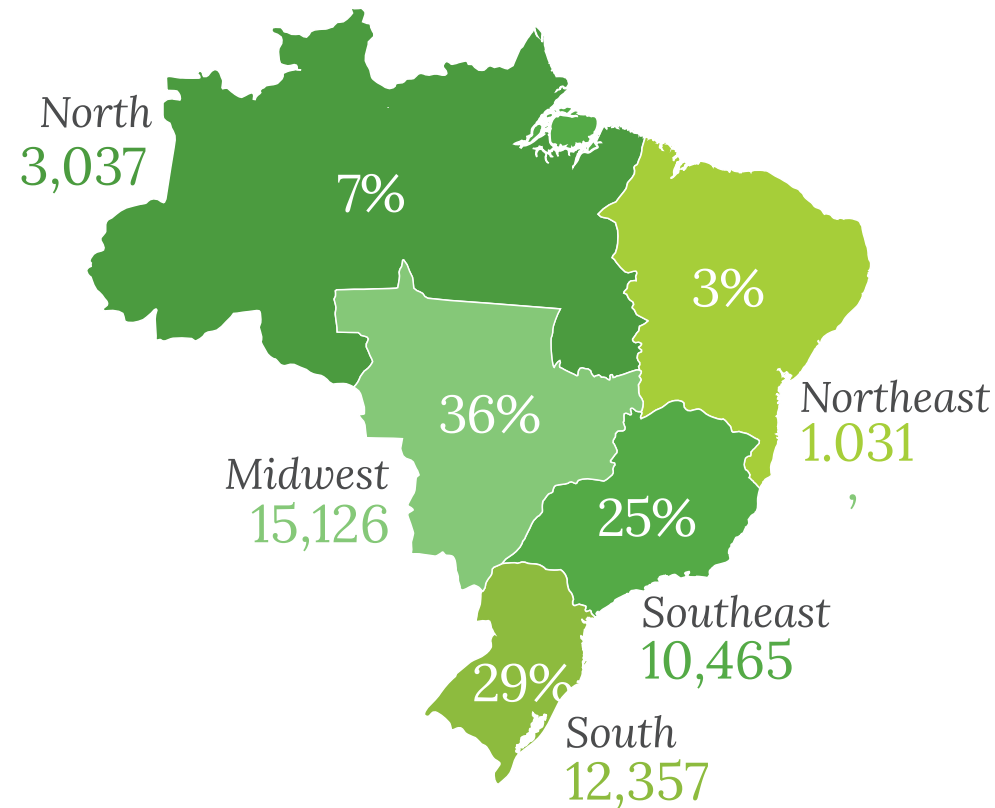 North
3,037
7%
3%
36%
Northeast
1.031
,
Midwest
15,126
25%
Southeast
10,465
29%
South
12,357